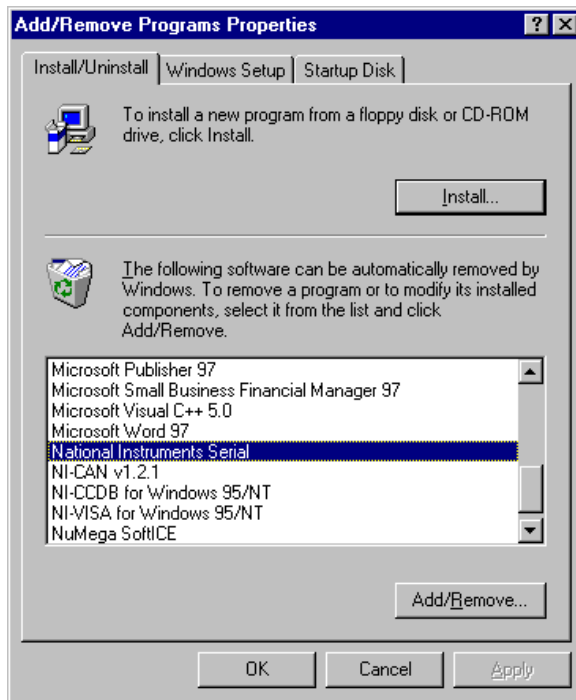 Add/Remove Programs Properties
Install/Uninstall
Windows Setup
Startup Disk
To install a new program from a floppy disk or CD-ROM
drive, click Install.
Install...
The following software can be automatically removed by
Windows. To remove a program or to modify its installed
components, select it from the list and click
Add/Remove.
Microsoft Publisher 97
Microsoft Small Business Financial Manager 97
Microsoft Visual C++ 5.0
Microsoft Word 97
National Instruments Serial
NI-CAN v1.2.1
NI-CCDB for Windows 95/NT
NI-VISA for Windows 95/NT
NuMega SoftICE
Add/Remove...
OK
Cancel
Apply